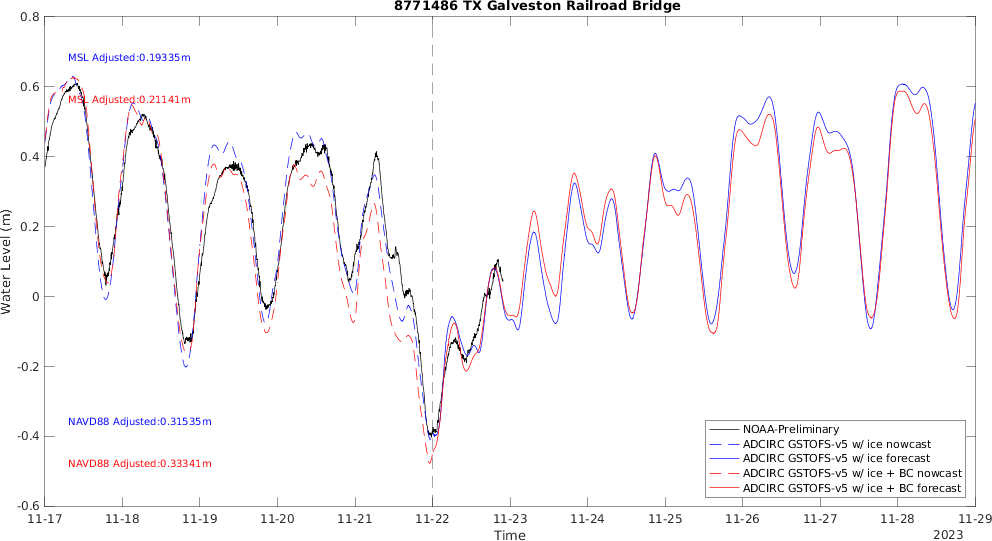 8771486 TX Galveston Railroad Bridge
0.8
0.6
0.4
0.2
0
-0.2
-0.4
-0.6
Water Level (m)
MSL Adjusted:0.19335m
MSL Adjusted:0.21141m
NAVD88 Adjusted:0.31535m
NAVD88 Adjusted:0.33341m
NOAA-Preliminary
ADCIRC GSTOFS-v5 w/ ice nowcast
ADCIRC GSTOFS-v5 w/ ice forecast
ADCIRC GSTOFS-v5 w/ ice + BC nowcast
ADCIRC GSTOFS-v5 w/ ice + BC forecast
11-17 11-18 11-19 11-20 11-21 11-22 11-23 11-24 11-25 11-26 11-27 11-28 11-29
Time
2023